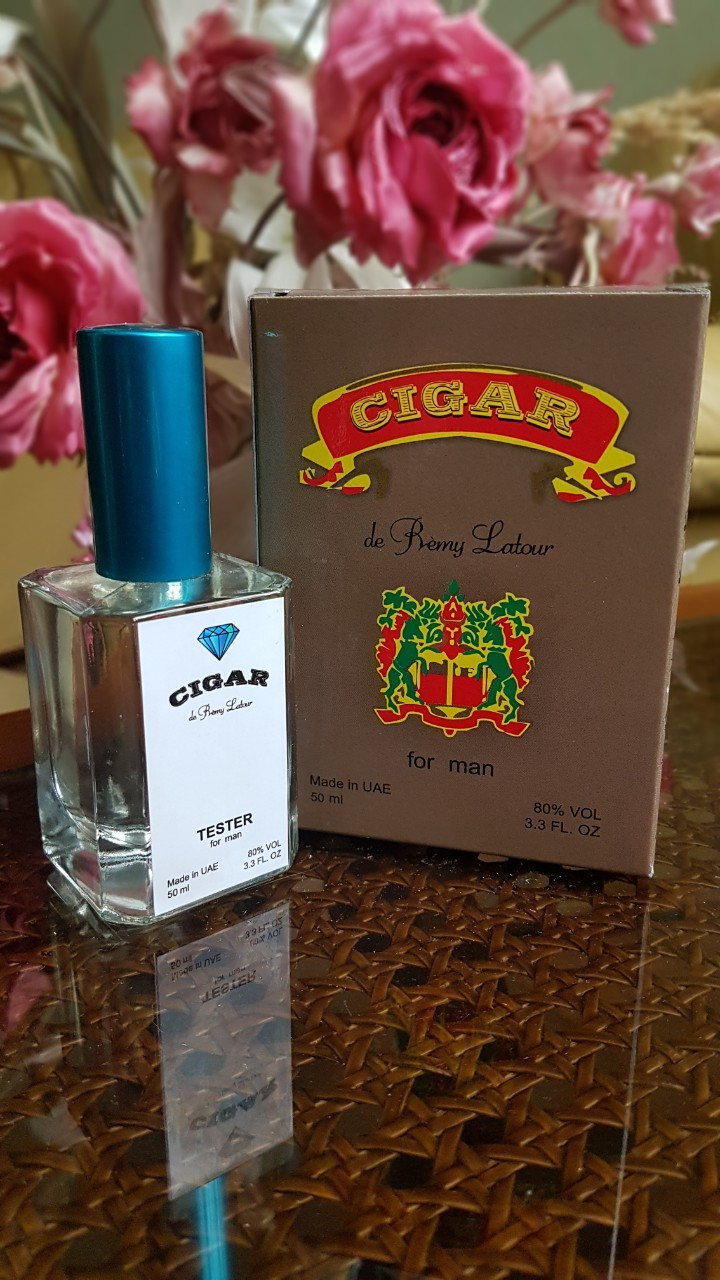 CIGAR
de Rèmy Latour
for man
Made in UAE
50 ml
80% VOL
3.3 FL. OZ
CIGAR
de Rèmy Latour
TESTER
for man
Made in UAE
50 ml
80% VOL
3.3 FL. OZ